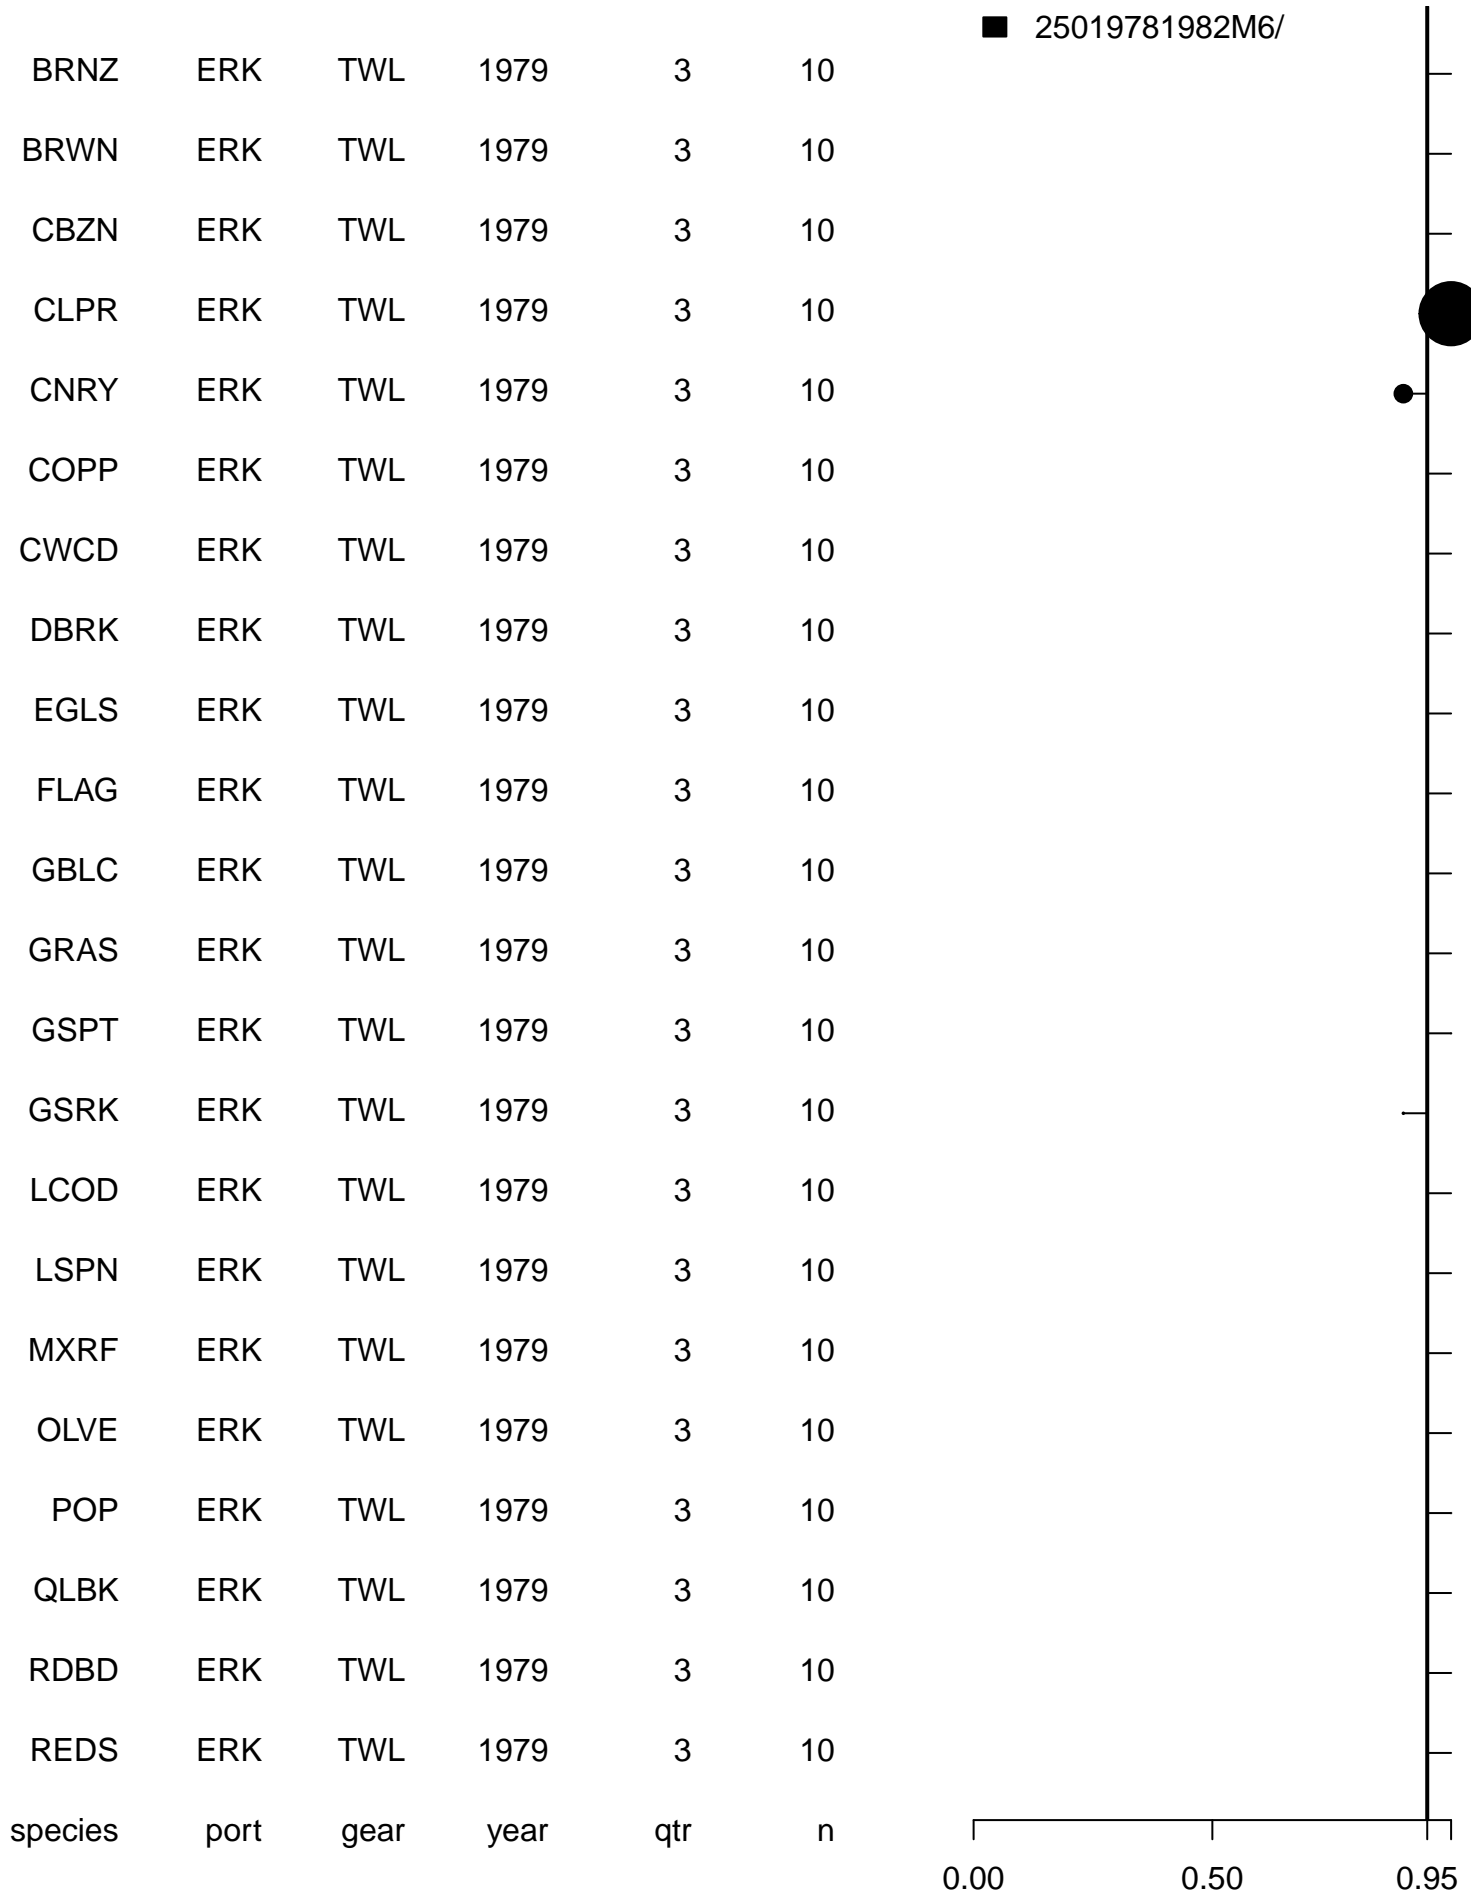 25019781982M6/
BRNZ ERK TWL 1979 3 10
BRWN ERK TWL 1979 3 10
CBZN ERK TWL 1979 3 10
CLPR ERK TWL 1979 3 10
CNRY ERK TWL 1979 3 10
COPP ERK TWL 1979 3 10
CWCD ERK TWL 1979 3 10
DBRK ERK TWL 1979 3 10
EGLS ERK TWL 1979 3 10
FLAG ERK TWL 1979 3 10
GBLC ERK TWL 1979 3 10
GRAS ERK TWL 1979 3 10
GSPT ERK TWL 1979 3 10
GSRK ERK TWL 1979 3 10
LCOD ERK TWL 1979 3 10
LSPN ERK TWL 1979 3 10
MXRF ERK TWL 1979 3 10
OLVE ERK TWL 1979 3 10
POP ERK TWL 1979 3 10
QLBK ERK TWL 1979 3 10
RDBD ERK TWL 1979 3 10
REDS ERK TWL 1979 3 10
species port gear year qtr n
0.00 0.50 0.95